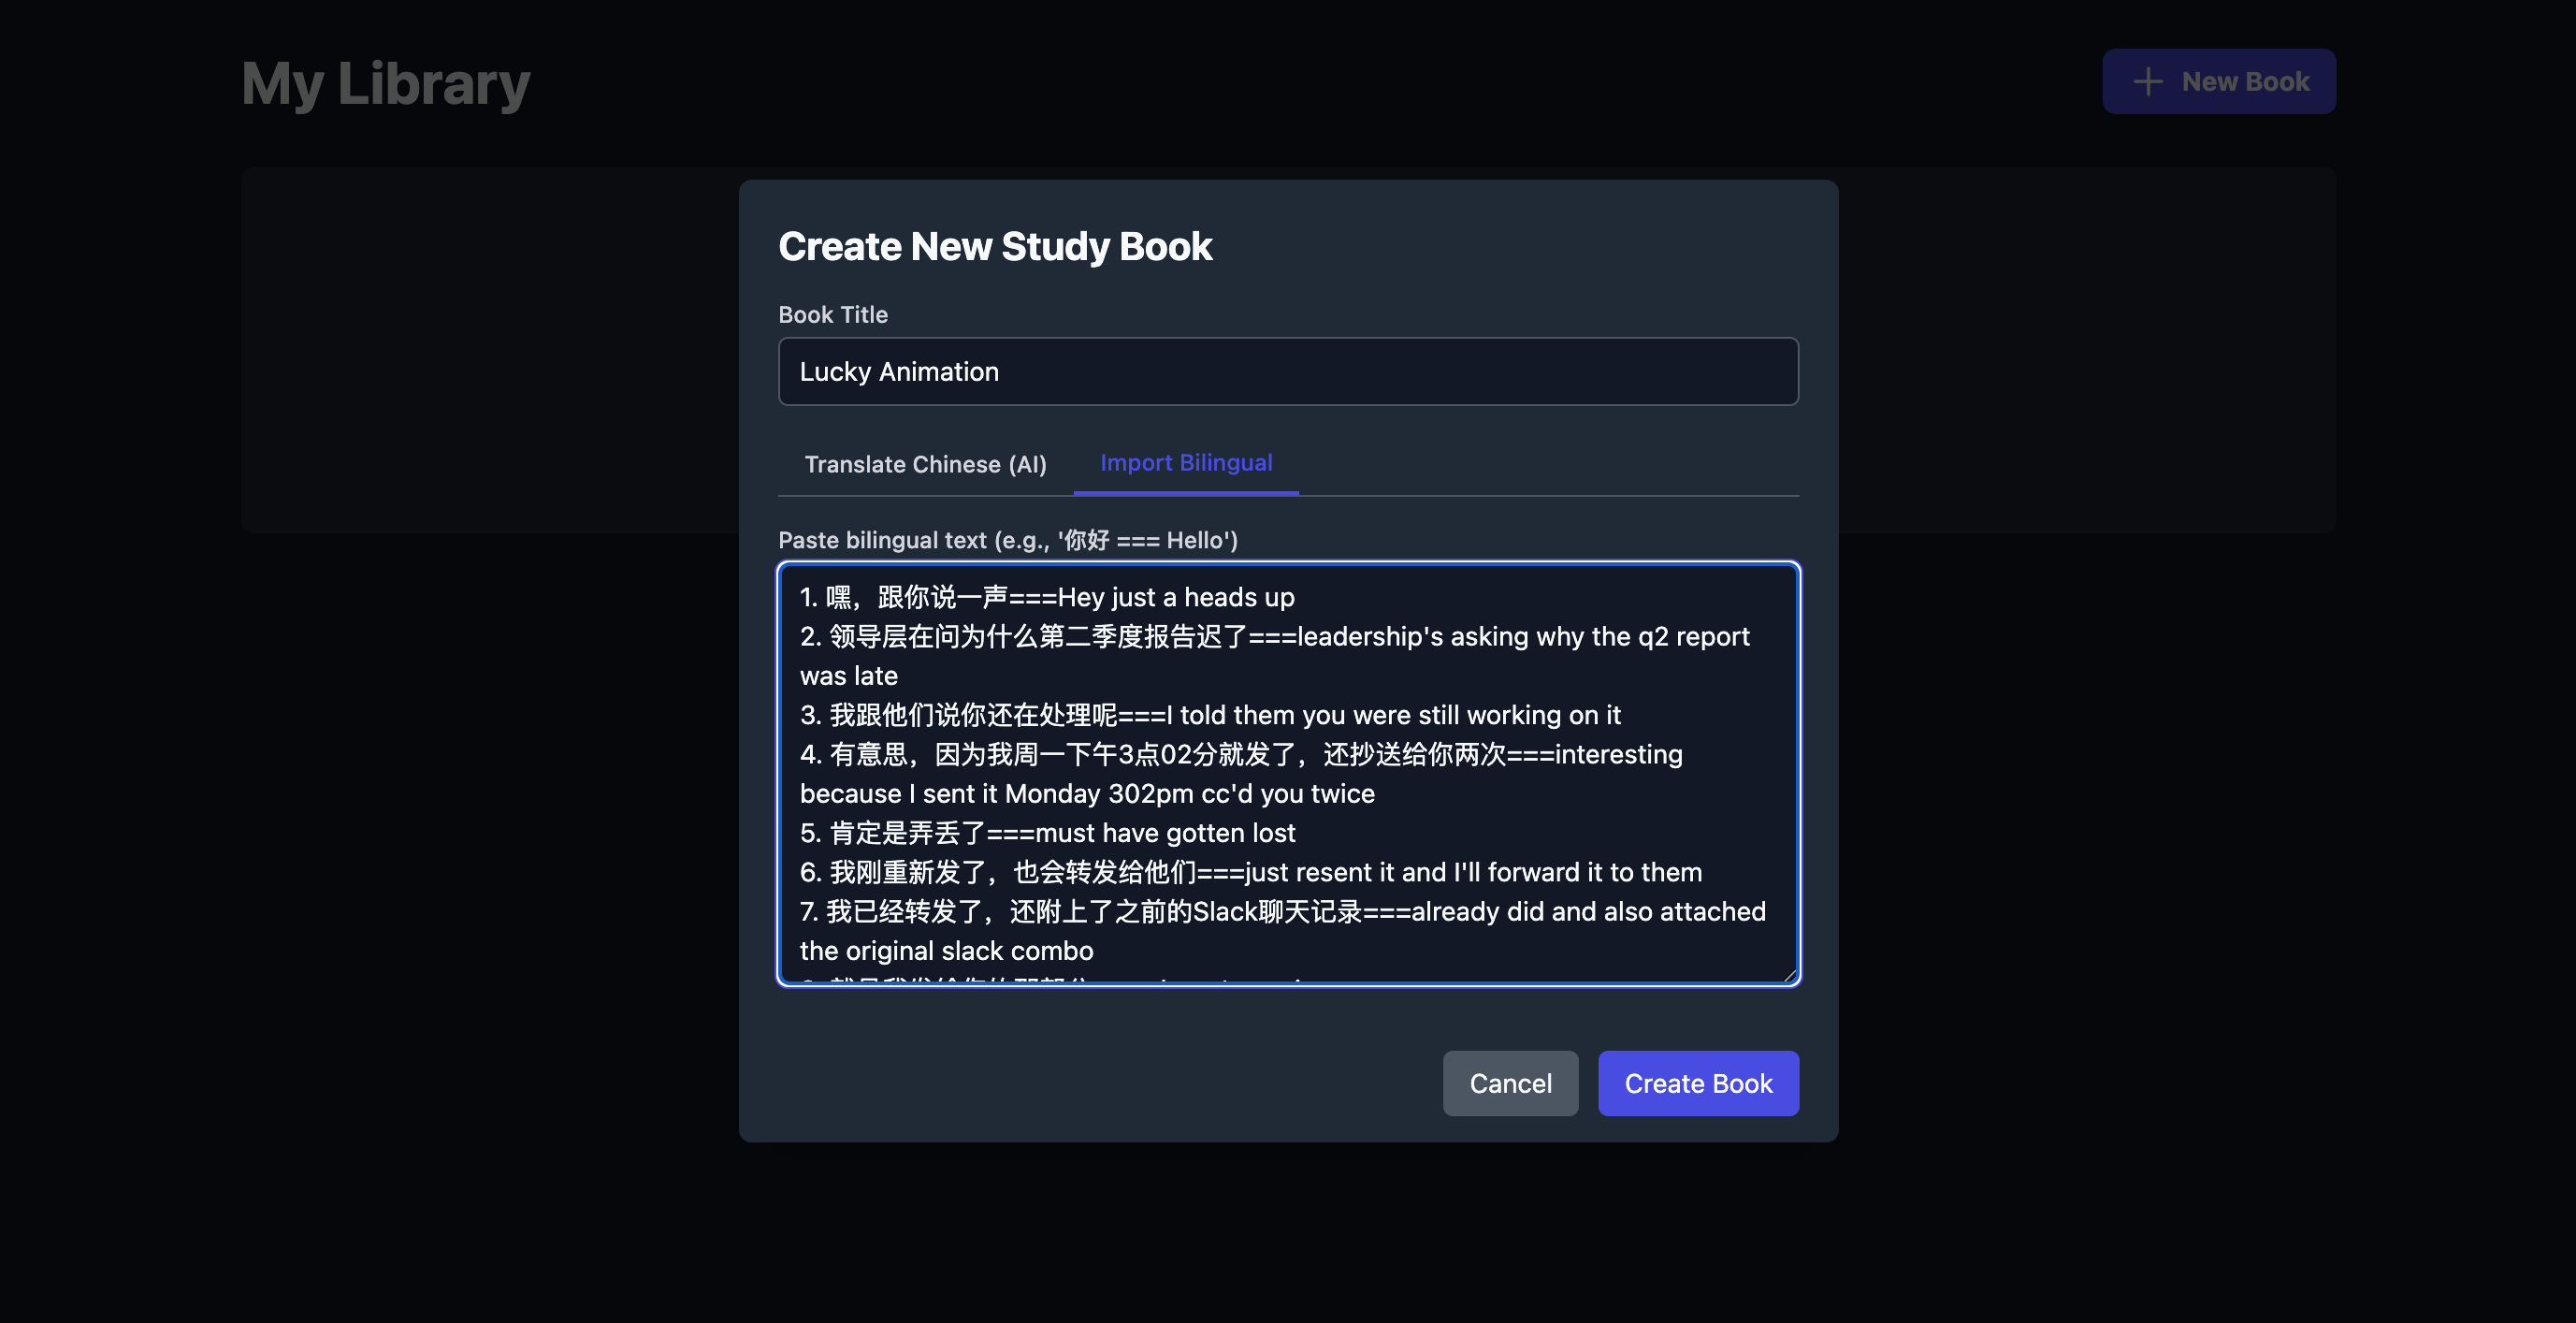 My Library
New Book
Create New Study Book
Book Title
Lucky Animation
Translate Chinese (AI)
Import Bilingual
Paste bilingual text (e.g., '你好 === Hello')
1. 嘿，跟你说一声===Hey just a heads up
2. 领导层在问为什么第二季度报告迟了===leadership's asking why the q2 report
was late
3. 我跟他们说你还在处理呢===I told them you were still working on it
4. 有意思，因为我周一下午3点02分就发了，还抄送给你两次===interesting
because I sent it Monday 302pm cc'd you twice
5. 肯定是弄丢了===must have gotten lost
6. 我刚重新发了，也会转发给他们===just resent it and I'll forward it to them
7. 我已经转发了，还附上了之前的Slack聊天记录===already did and also attached
the original slack combo
Cancel
Create Book